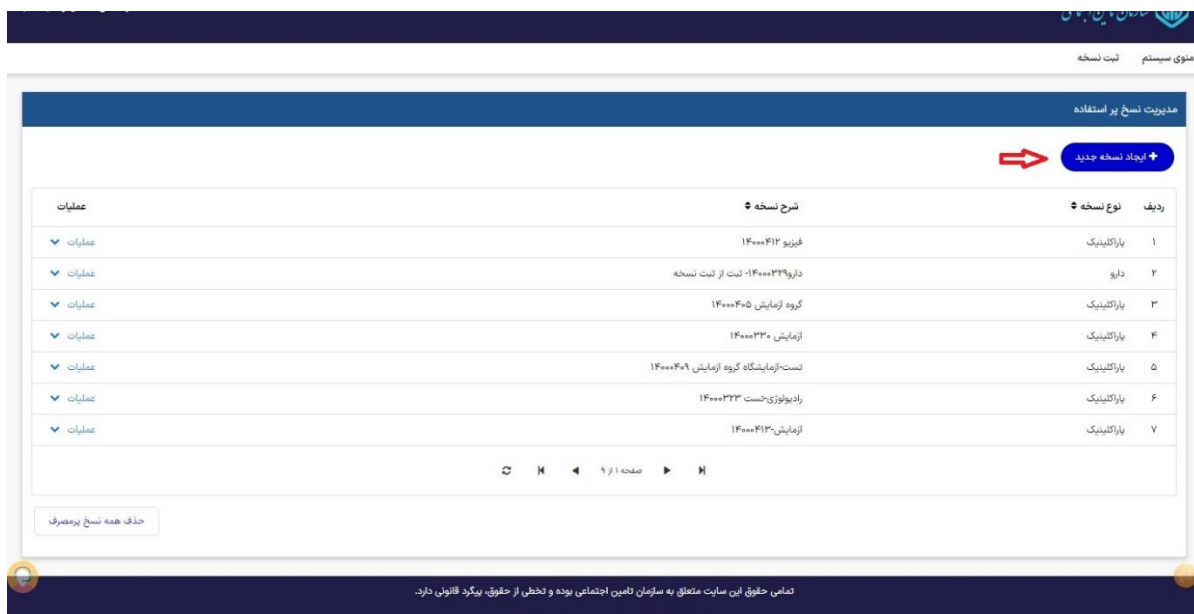 سازمان تامین اجتماعی
منوی سیستم ثبت نسخه
مدیریت نسخ پر استفاده
+ ایجاد نسخه جدید
ردیف نوع نسخه شرح نسخه عملیات
۱ پاراکلینیک فیزیو ۱۴۰۰۰۴۱۲ عملیات
۲ دارو دارو۱۴۰۰۰۳۲۹- ثبت از ثبت نسخه عملیات
۳ پاراکلینیک گروه ازمایش ۱۴۰۰۰۴۰۵ عملیات
۴ پاراکلینیک ازمایش ۱۴۰۰۰۳۳۰ عملیات
۵ پاراکلینیک تست-ازمایشگاه گروه ازمایش ۱۴۰۰۰۴۰۹ عملیات
۶ پاراکلینیک رادیولوژی-تست ۱۴۰۰۰۳۲۳ عملیات
۷ پاراکلینیک آزمایش-۱۴۰۰۰۴۱۳ عملیات
صفحه ۱ از ۹
حذف همه نسخ پرمصرف
تمامی حقوق این سایت متعلق به سازمان تامین اجتماعی بوده و تخطی از حقوق، پیگرد قانونی دارد.